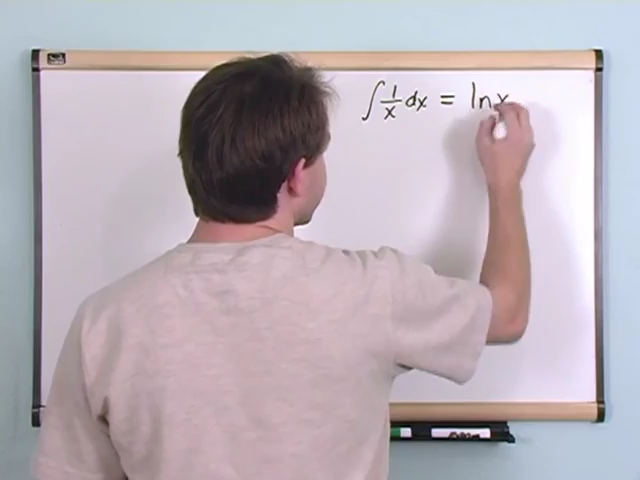 ∫ 1/x dx = ln x